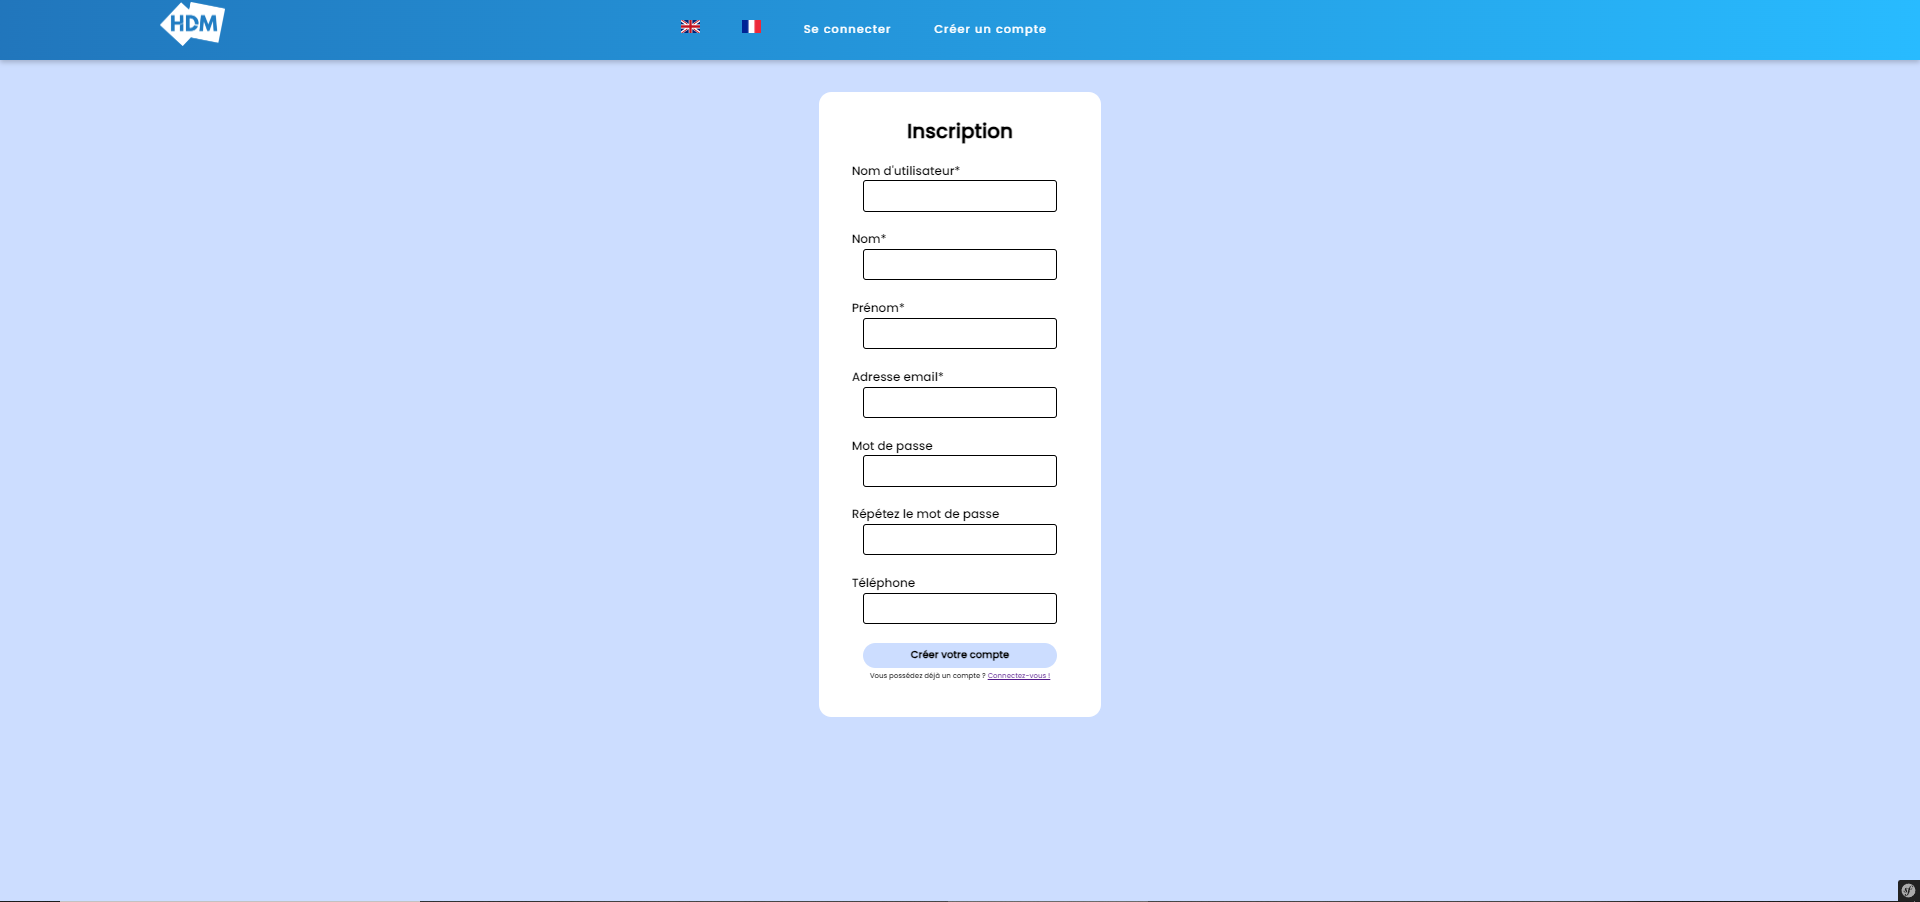 HDM
Se connecter
Créer un compte
Inscription
Nom d'utilisateur*
Nom*
Prénom*
Adresse email*
Mot de passe
Répétez le mot de passe
Téléphone
Créer votre compte
Vous possédez déjà un compte ? Connectez-vous !
sf